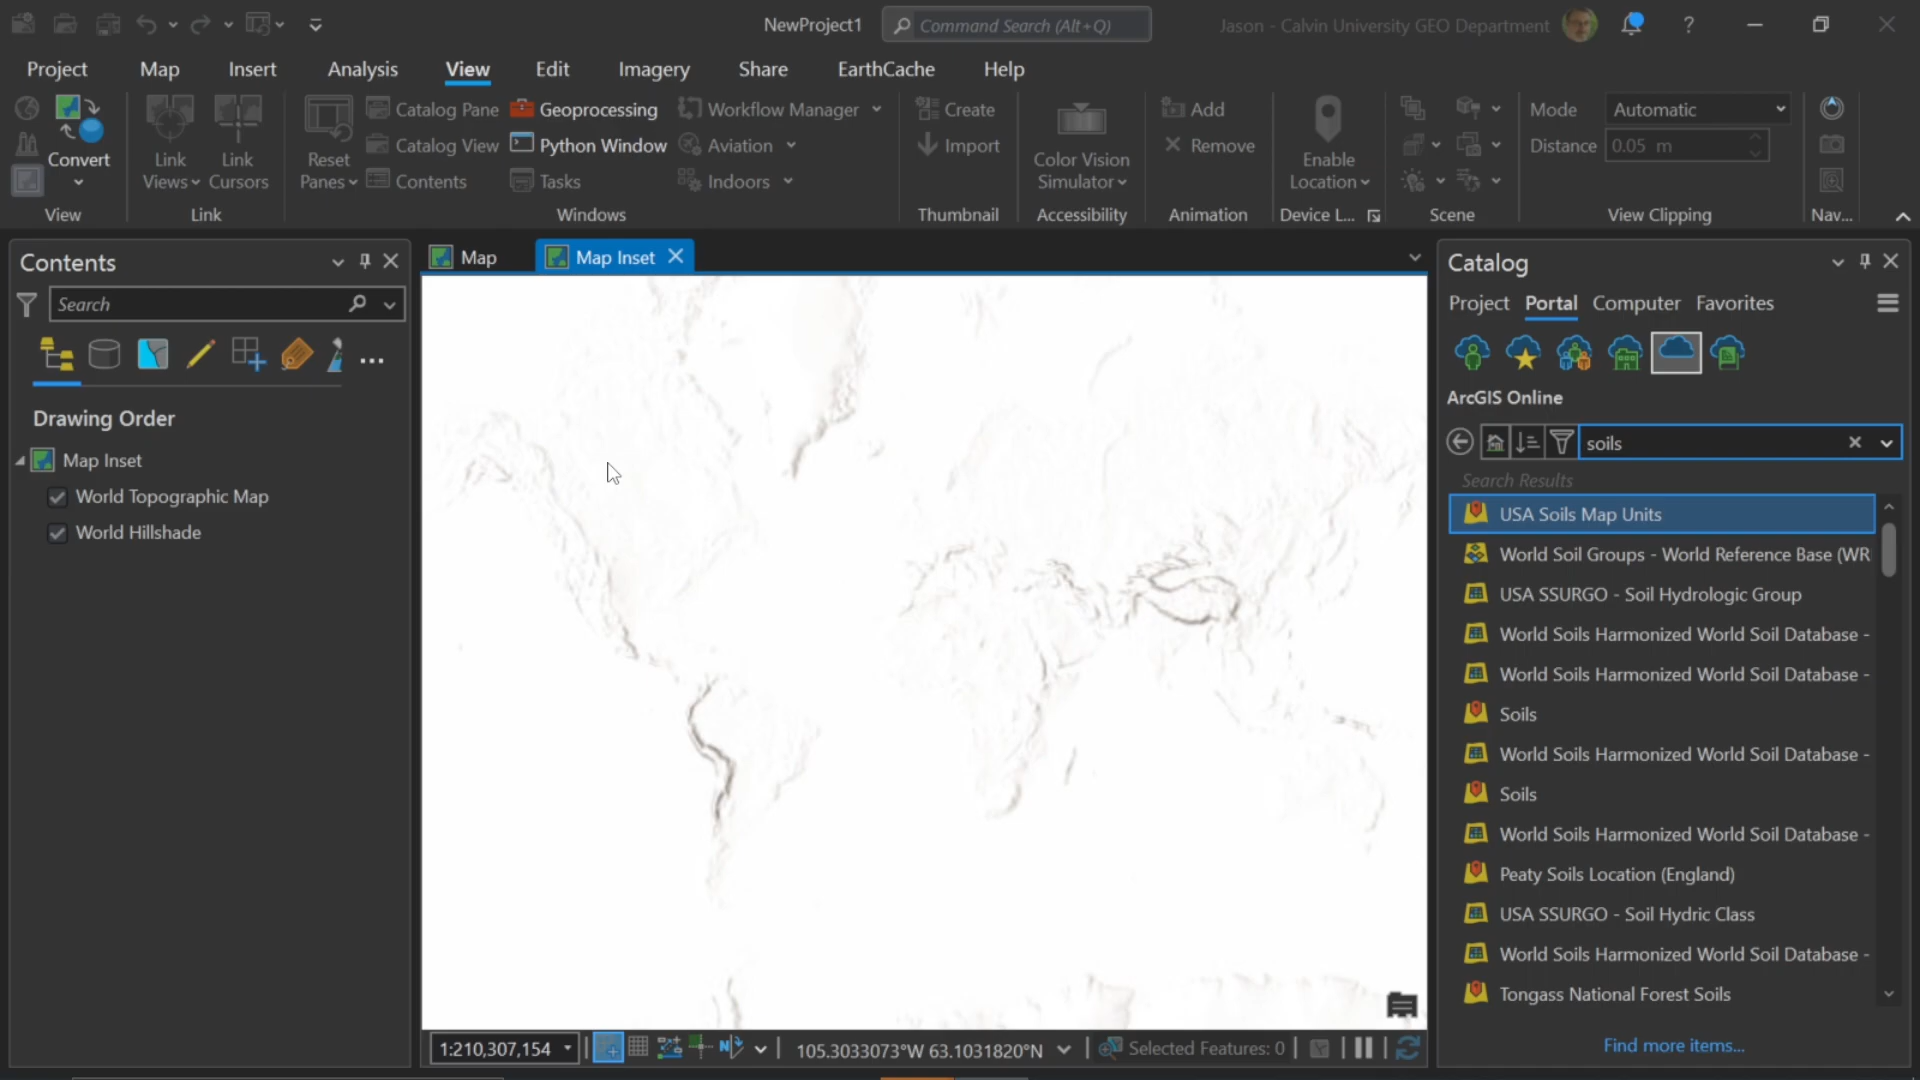 NewProject1
Command Search (Alt+Q)
Jason - Calvin University GEO Department
?
Project
Map
Insert
Analysis
View
Edit
Imagery
Share
EarthCache
Help
Convert
View
Link Views
Link Cursors
Link
Reset Panes
Catalog Pane
Catalog View
Contents
Geoprocessing
Python Window
Tasks
Workflow Manager
Aviation
Indoors
Windows
Create
Import
Thumbnail
Color Vision Simulator
Accessibility
Add
Remove
Animation
Enable Location
Device L...
Scene
Mode
Automatic
Distance
0.05 m
View Clipping
Nav...
Contents
Search
Drawing Order
Map Inset
World Topographic Map
World Hillshade
Map
Map Inset
1:210,307,154
105.3033073°W 63.1031820°N
Selected Features: 0
Catalog
Project
Portal
Computer
Favorites
ArcGIS Online
soils
Search Results
USA Soils Map Units
World Soil Groups - World Reference Base (WR
USA SSURGO - Soil Hydrologic Group
World Soils Harmonized World Soil Database -
World Soils Harmonized World Soil Database -
Soils
World Soils Harmonized World Soil Database -
Soils
World Soils Harmonized World Soil Database -
Peaty Soils Location (England)
USA SSURGO - Soil Hydric Class
World Soils Harmonized World Soil Database -
Tongass National Forest Soils
Find more items...